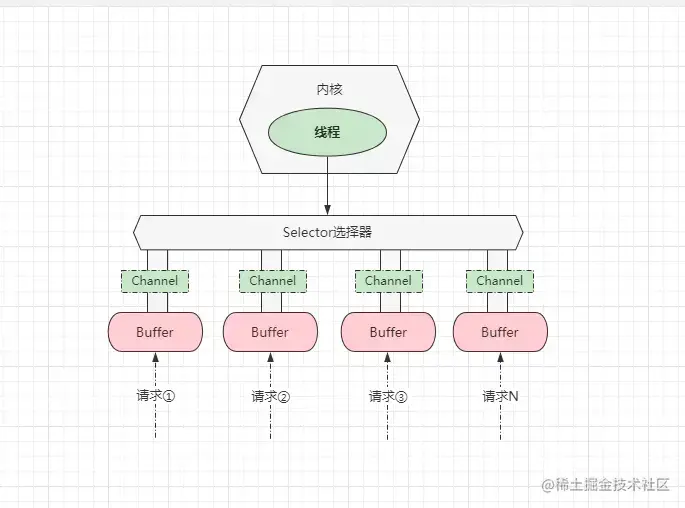 内核
线程
Selector选择器
Channel
Channel
Channel
Channel
Buffer
Buffer
Buffer
Buffer
请求①
请求②
请求③
请求N
@稀土掘金技术社区